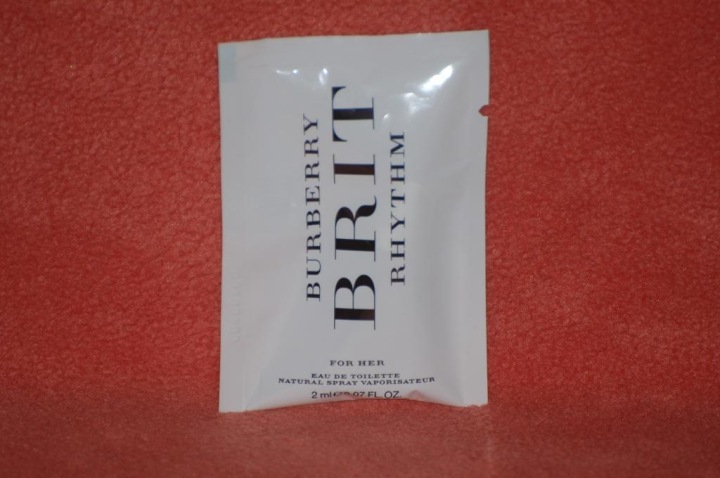 BURBERRY
BRIT
RHYTHM
FOR HER
EAU DE TOILETTE
NATURAL SPRAY VAPORISATEUR
2 ml ℮ 0.07 FL. OZ.